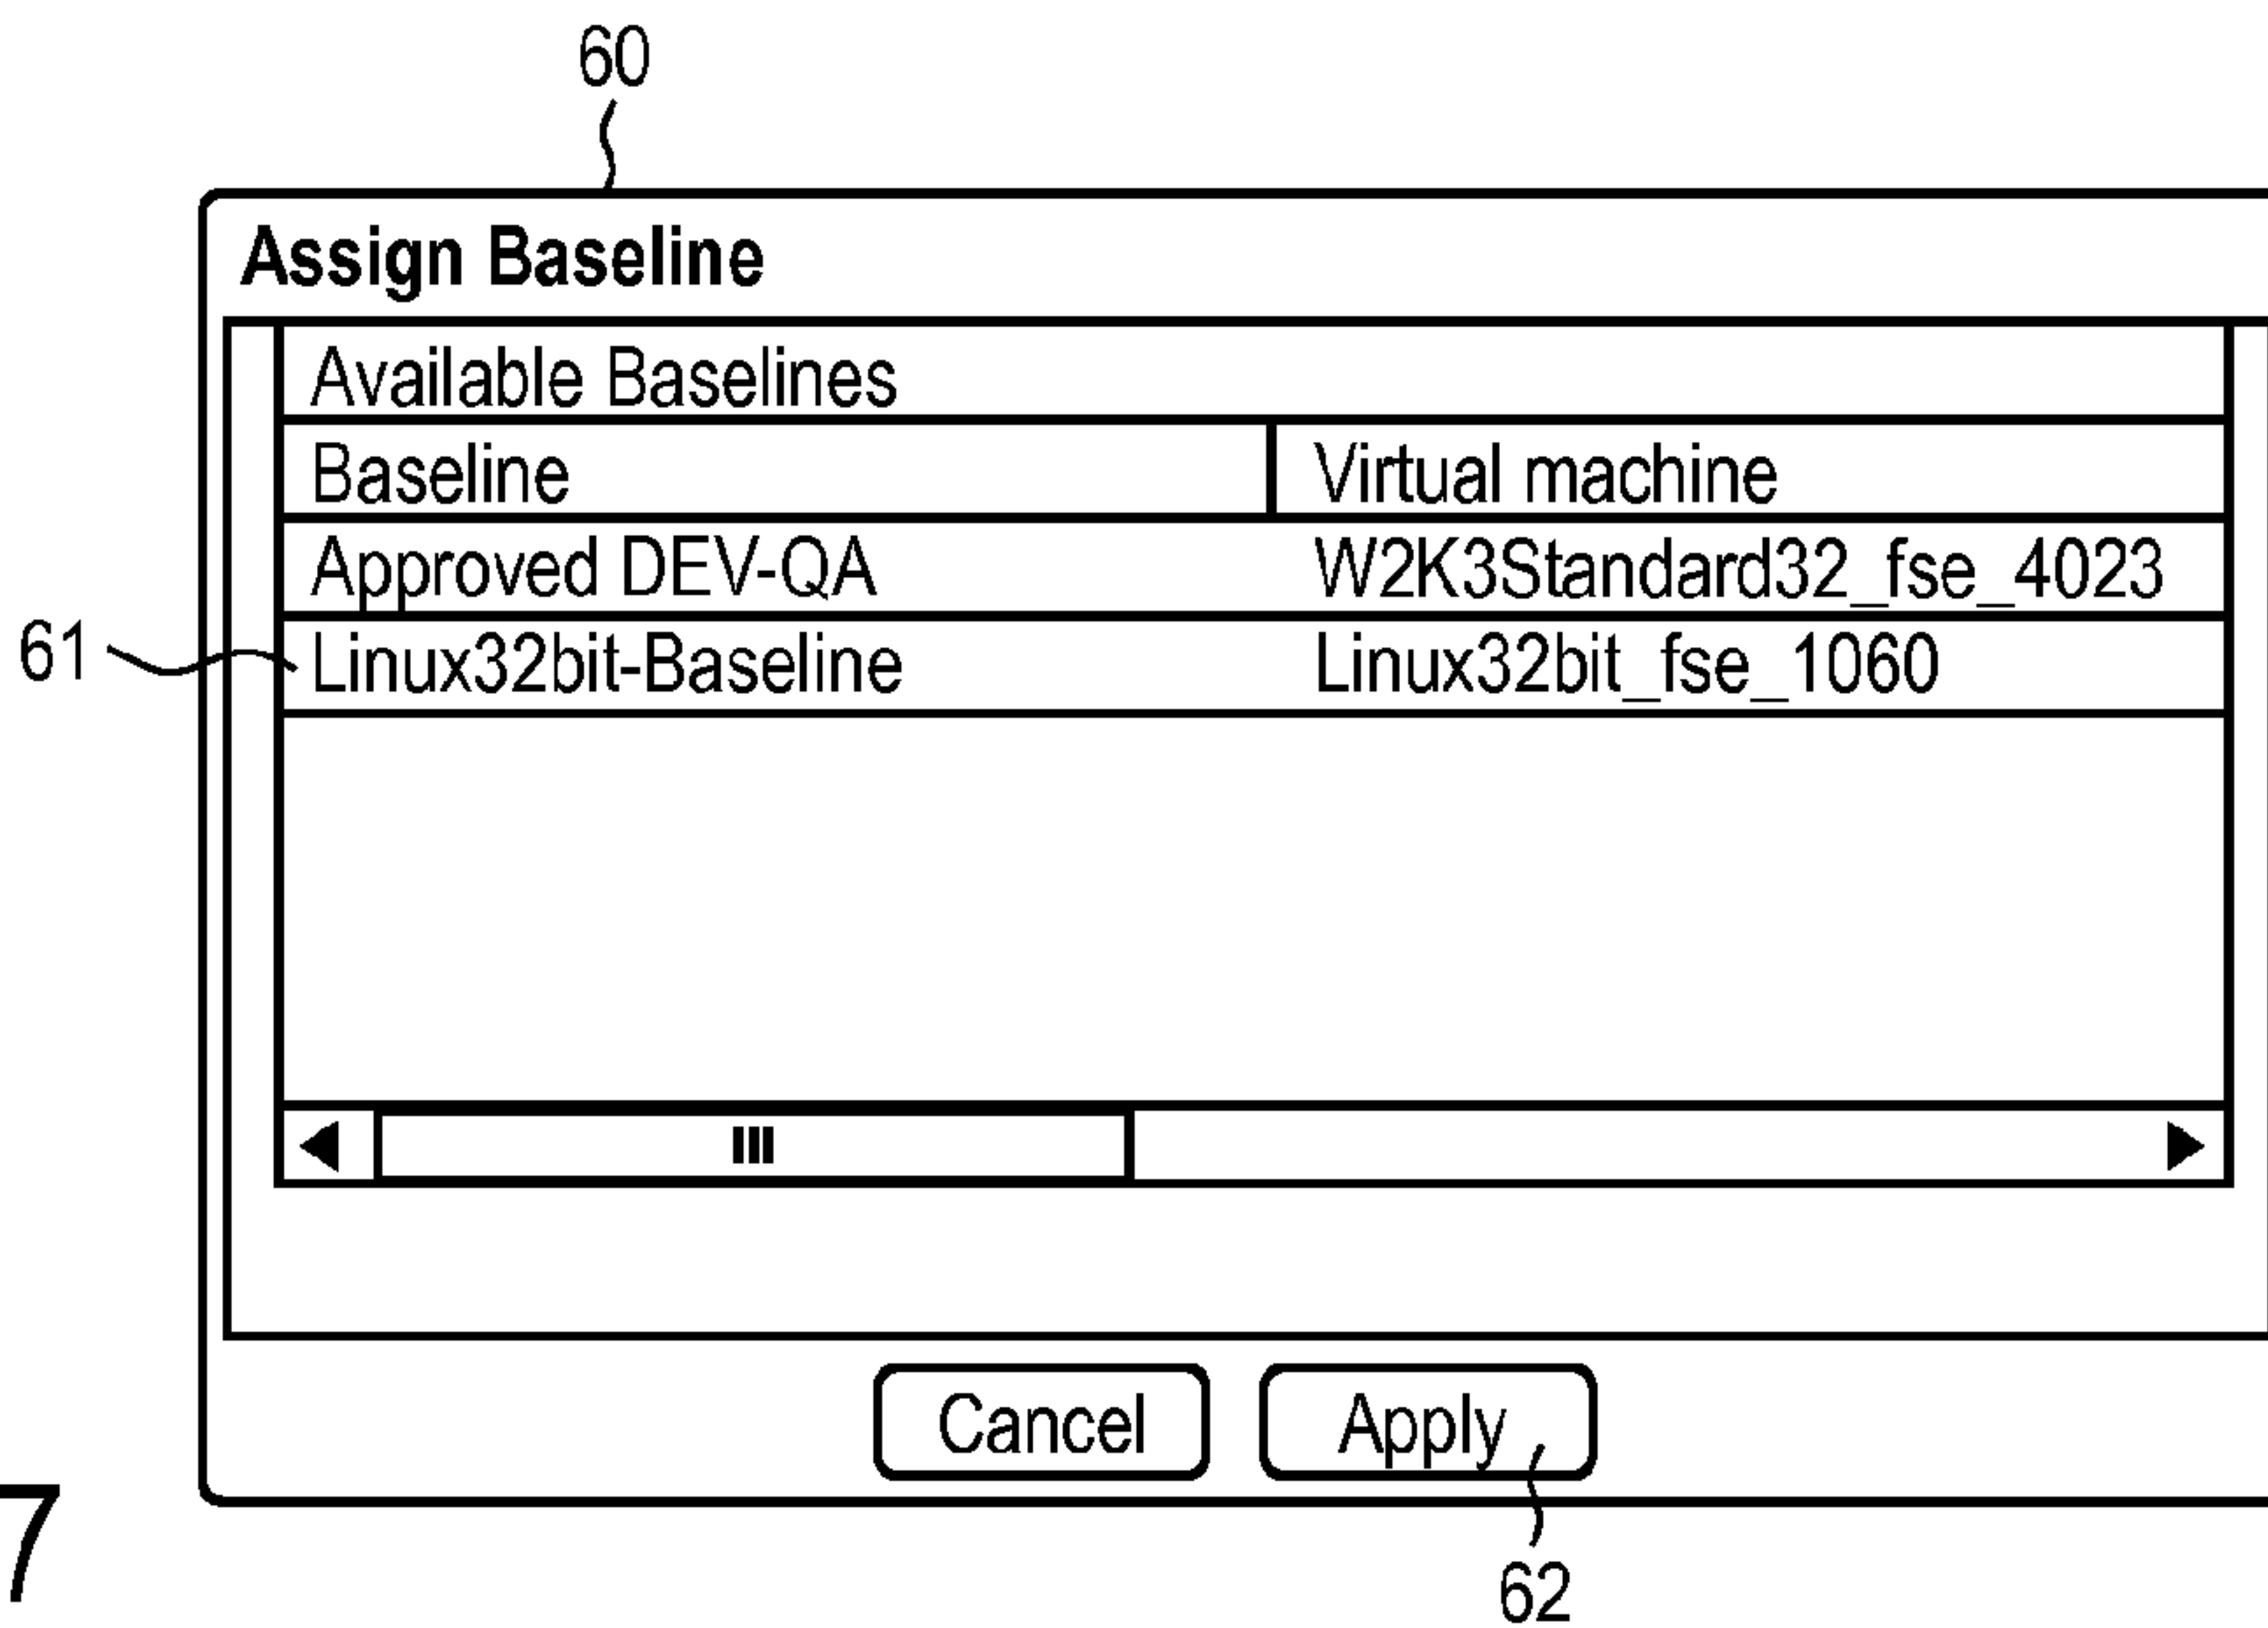 60
Assign Baseline
Available Baselines
Baseline Virtual machine
Approved DEV-QA W2K3Standard32_fse_4023
61 Linux32bit-Baseline Linux32bit_fse_1060
Cancel Apply
7
62